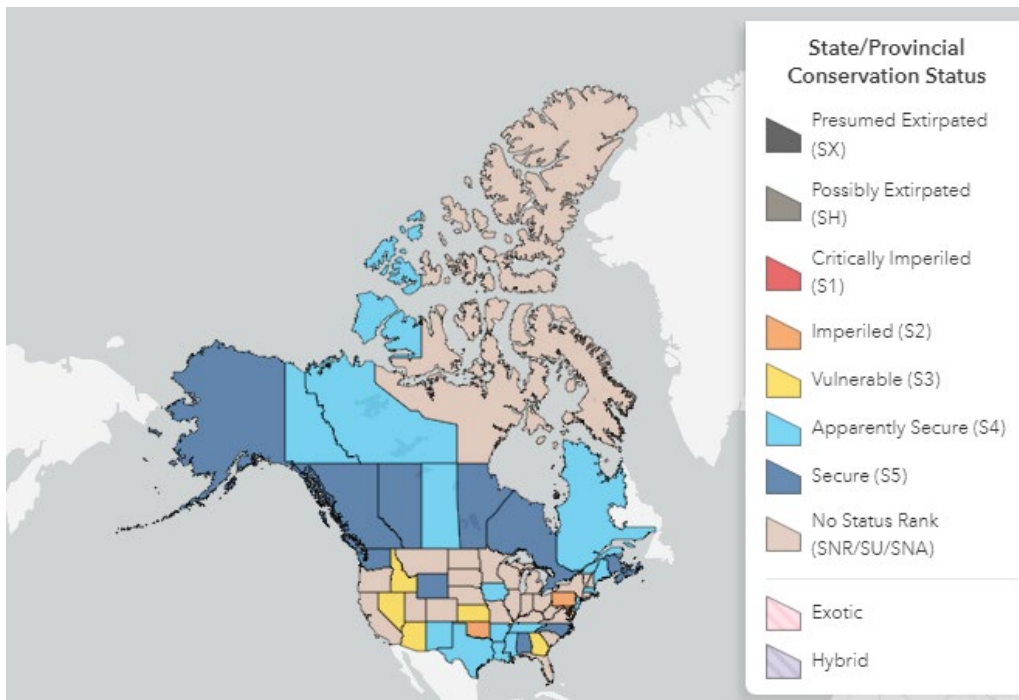 State/Provincial
Conservation Status
Presumed Extirpated
(SX)
Possibly Extirpated
(SH)
Critically Imperiled
(S1)
Imperiled (S2)
Vulnerable (S3)
Apparently Secure (S4)
Secure (S5)
No Status Rank
(SNR/SU/SNA)
Exotic
Hybrid